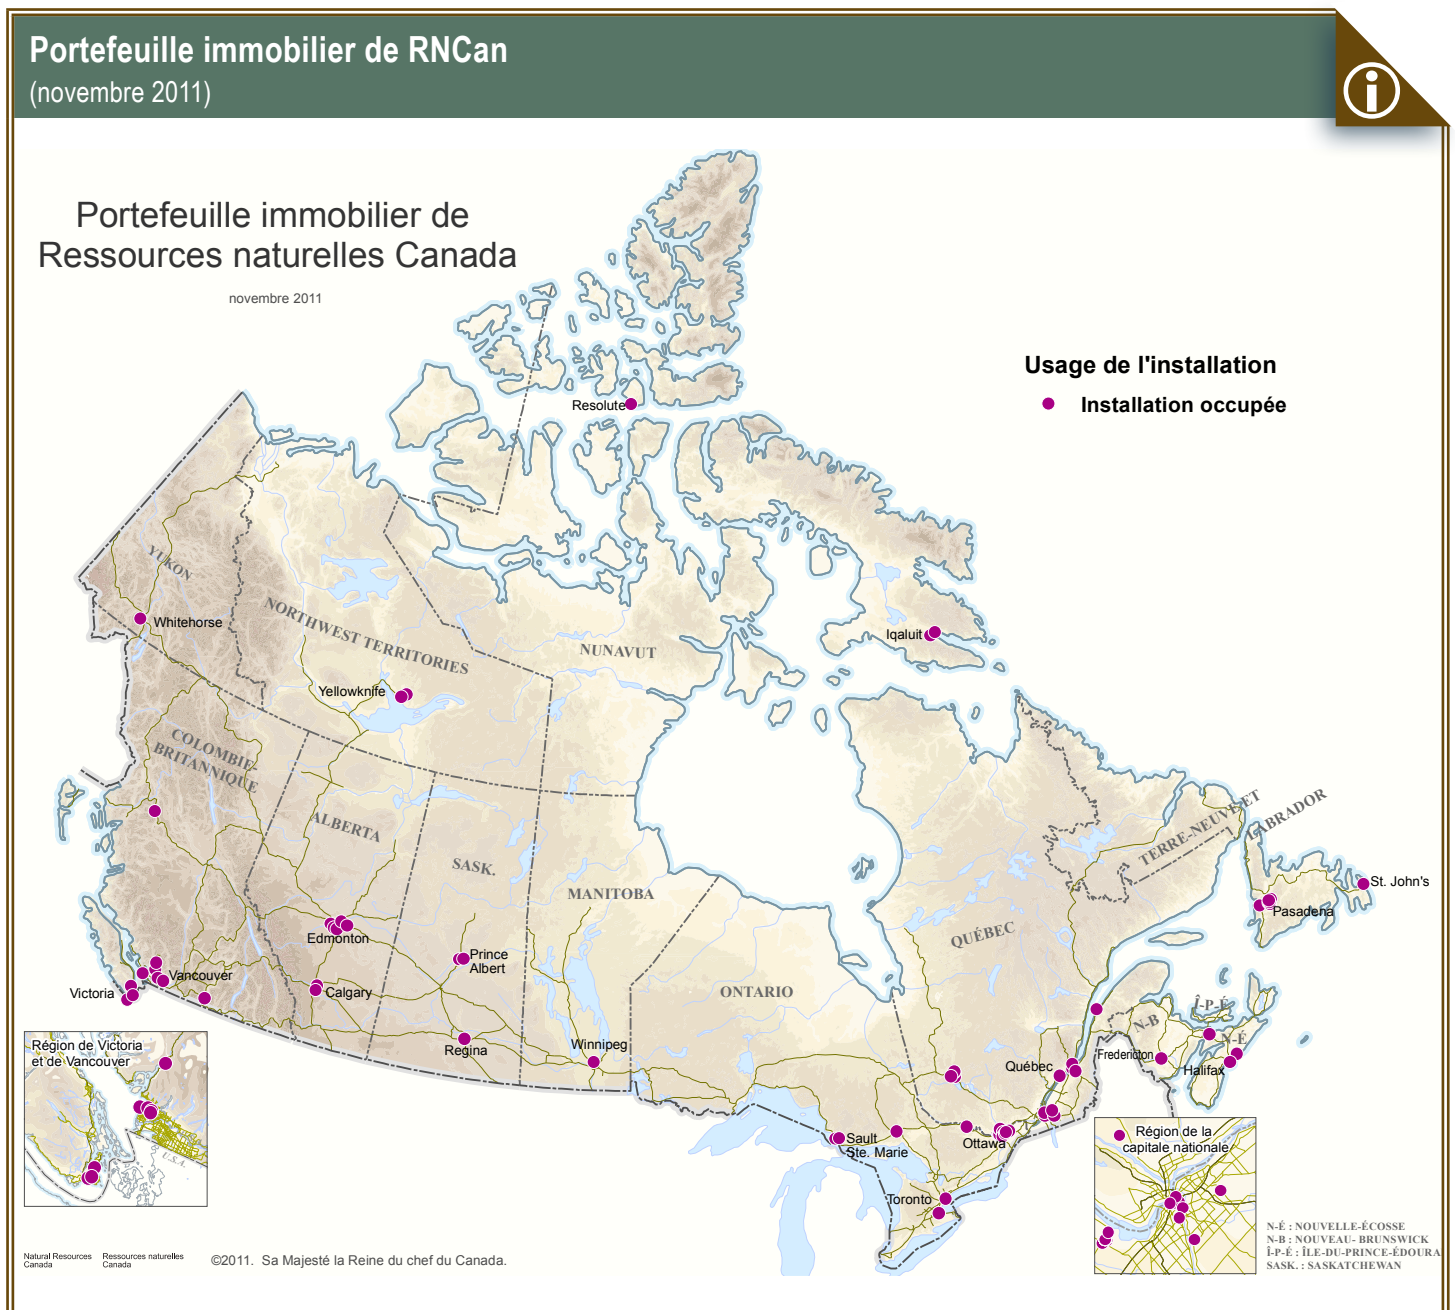 Portefeuille immobilier de RNCan
(novembre 2011)
Portefeuille immobilier de
Ressources naturelles Canada
novembre 2011
Usage de l'installation
Installation occupée
Resolute
YUKON
Whitehorse
NORTHWEST TERRITORIES
NUNAVUT
Iqaluit
Yellowknife
COLOMBIE-
BRITANNIQUE
ALBERTA
SASK.
MANITOBA
TERRE-NEUVE ET
LABRADOR
St. John's
Pasadena
Edmonton
QUÉBEC
Prince
Albert
Vancouver
Victoria
Calgary
ONTARIO
Î-P-É
N-B
N-É
Regina
Winnipeg
Fredericton
Halifax
Québec
Région de Victoria
et de Vancouver
U.S.A.
Sault
Ste. Marie
Ottawa
Toronto
Région de la
capitale nationale
N-É : NOUVELLE-ÉCOSSE
N-B : NOUVEAU- BRUNSWICK
Î-P-É : ÎLE-DU-PRINCE-ÉDOUARA
SASK. : SASKATCHEWAN
Natural Resources
Canada
Ressources naturelles
Canada
©2011. Sa Majesté la Reine du chef du Canada.